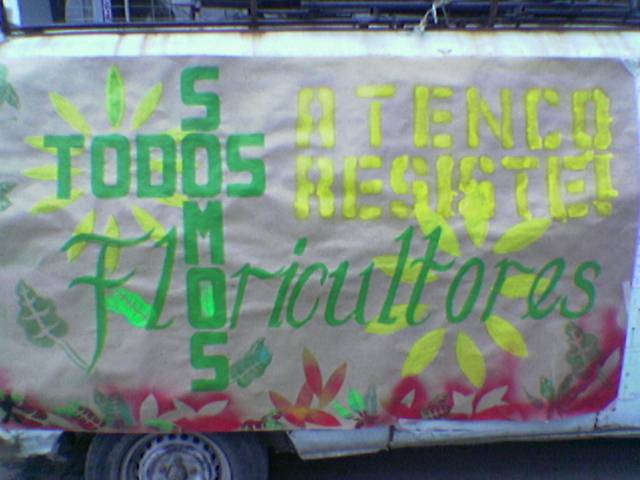 TODOS
SOMOS
Floricultores
ATENCO
RESISTE!